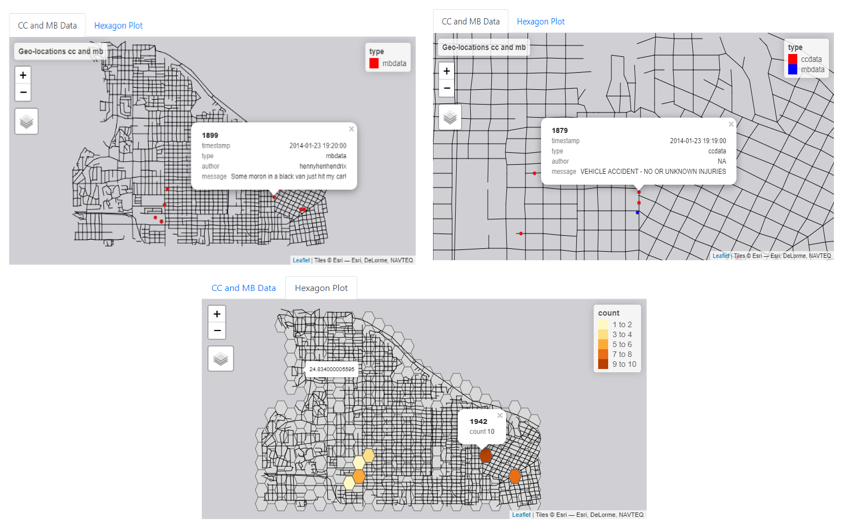 CC and MB Data Hexagon Plot
Geo-locations cc and mb
type
mbdata
+
−
1899
timestamp 2014-01-23 19:20:00
type mbdata
author hennyhenhendrix
message Some moron in a black van just hit my car!
×
Leaflet | Tiles © Esri — Esri, DeLorme, NAVTEQ
CC and MB Data Hexagon Plot
Geo-locations cc and mb
type
ccdata
mbdata
+
−
1879
timestamp 2014-01-23 19:19:00
type ccdata
author NA
message VEHICLE ACCIDENT - NO OR UNKNOWN INJURIES
×
Leaflet | Tiles © Esri — Esri, DeLorme, NAVTEQ
CC and MB Data Hexagon Plot
+
−
count
1 to 2
3 to 4
5 to 6
7 to 8
9 to 10
24.834000005595
1942
count 10
×
Leaflet | Tiles © Esri — Esri, DeLorme, NAVTEQ